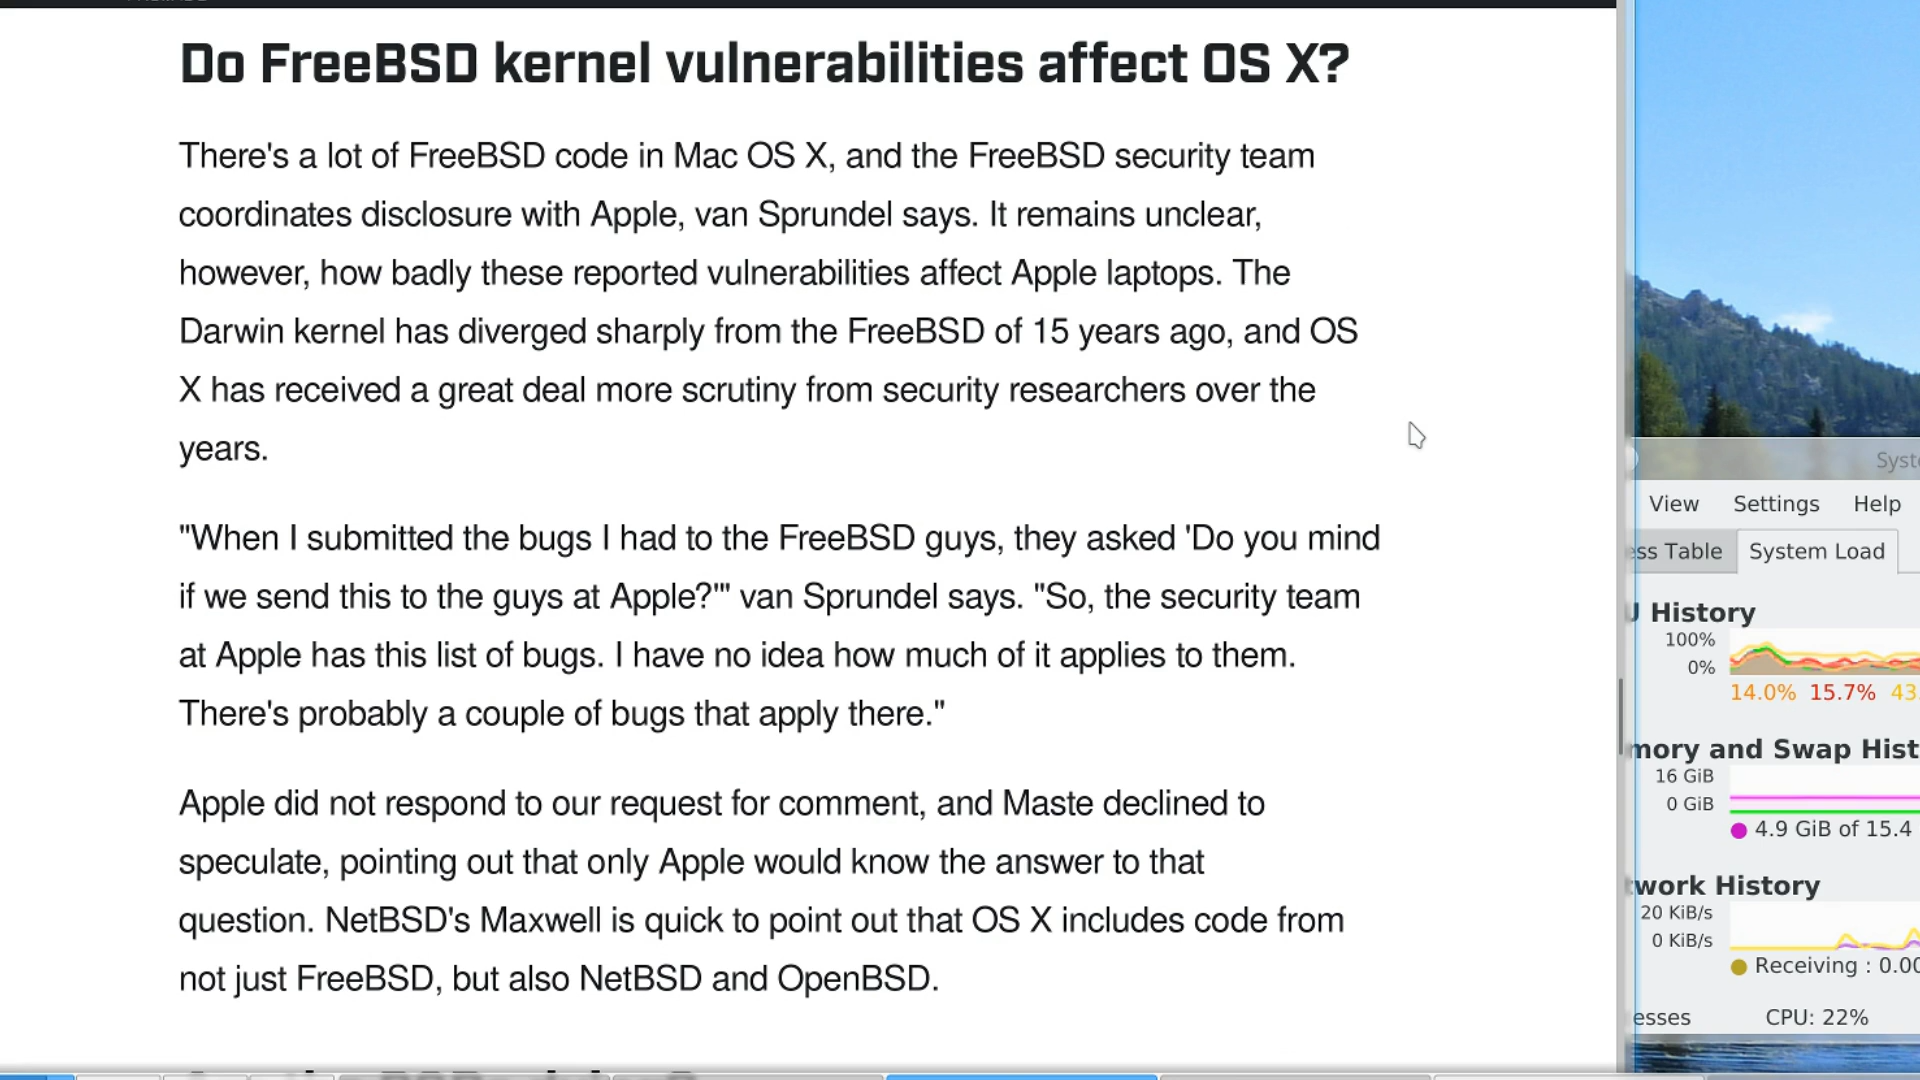 Do FreeBSD kernel vulnerabilities affect OS X?
There's a lot of FreeBSD code in Mac OS X, and the FreeBSD security team
coordinates disclosure with Apple, van Sprundel says. It remains unclear,
however, how badly these reported vulnerabilities affect Apple laptops. The
Darwin kernel has diverged sharply from the FreeBSD of 15 years ago, and OS
X has received a great deal more scrutiny from security researchers over the
years.
"When I submitted the bugs I had to the FreeBSD guys, they asked 'Do you mind
if we send this to the guys at Apple?'" van Sprundel says. "So, the security team
at Apple has this list of bugs. I have no idea how much of it applies to them.
There's probably a couple of bugs that apply there."
Apple did not respond to our request for comment, and Maste declined to
speculate, pointing out that only Apple would know the answer to that
question. NetBSD's Maxwell is quick to point out that OS X includes code from
not just FreeBSD, but also NetBSD and OpenBSD.
Syst
View Settings Help
ess Table System Load
U History
100%
0%
14.0% 15.7% 43.
mory and Swap Hist
16 GiB
0 GiB
4.9 GiB of 15.4
twork History
20 KiB/s
0 KiB/s
Receiving : 0.00
esses CPU: 22%